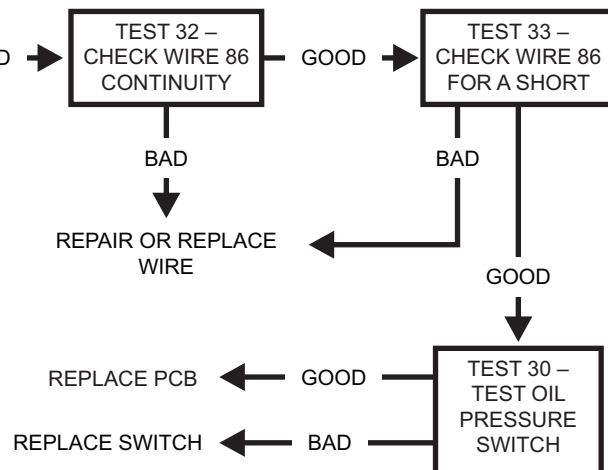 TEST 32 –
CHECK WIRE 86
CONTINUITY
GOOD
TEST 33 –
CHECK WIRE 86
FOR A SHORT
BAD
BAD
REPAIR OR REPLACE
WIRE
GOOD
TEST 30 –
TEST OIL
PRESSURE
SWITCH
REPLACE PCB
GOOD
REPLACE SWITCH
BAD